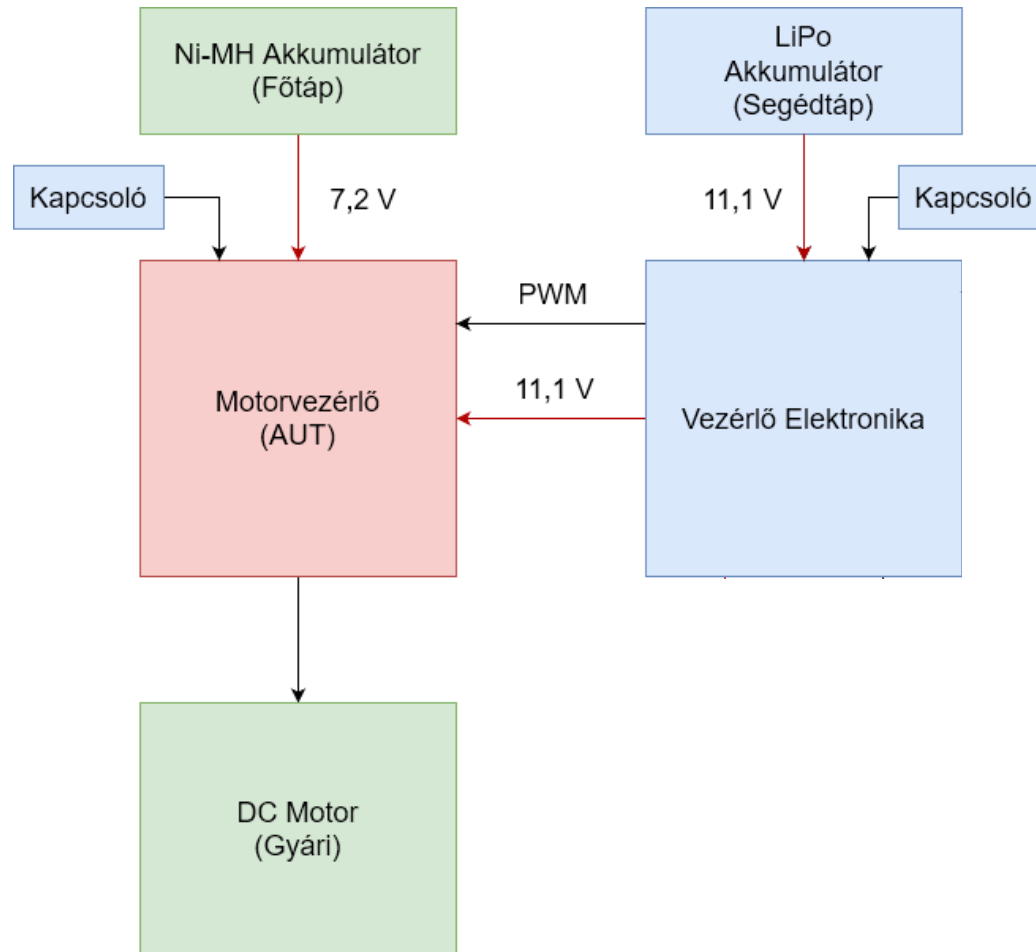 Ni-MH Akkumulátor
(Főtáp)
LiPo
Akkumulátor
(Segédtáp)
Kapcsoló
7,2 V
11,1 V
Kapcsoló
PWM
11,1 V
Motorvezérlő
(AUT)
Vezérlő Elektronika
DC Motor
(Gyári)